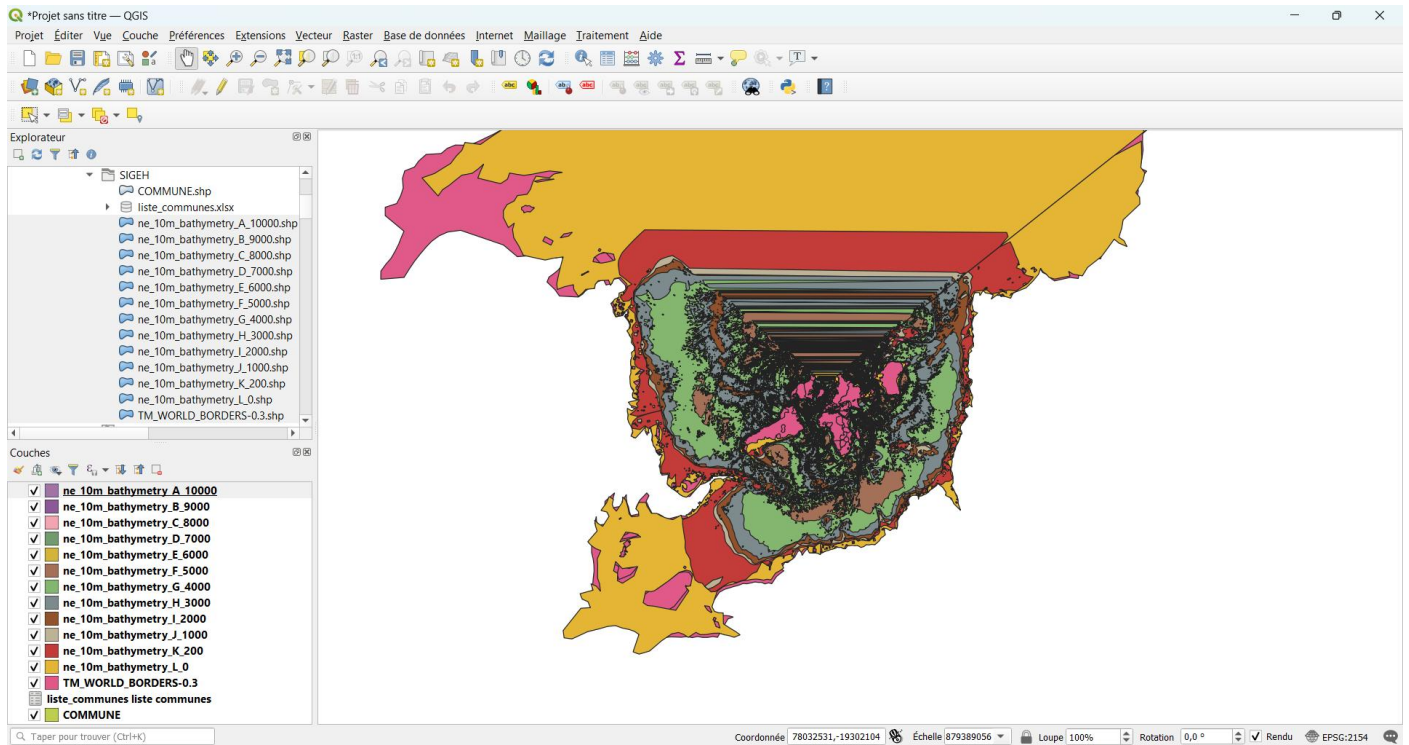 *Projet sans titre — QGIS
Projet Éditer Vue Couche Préférences Extensions Vecteur Raster Base de données Internet Maillage Traitement Aide
Explorateur
SIGEH
COMMUNE.shp
liste_communes.xlsx
ne_10m_bathymetry_A_10000.shp
ne_10m_bathymetry_B_9000.shp
ne_10m_bathymetry_C_8000.shp
ne_10m_bathymetry_D_7000.shp
ne_10m_bathymetry_E_6000.shp
ne_10m_bathymetry_F_5000.shp
ne_10m_bathymetry_G_4000.shp
ne_10m_bathymetry_H_3000.shp
ne_10m_bathymetry_I_2000.shp
ne_10m_bathymetry_J_1000.shp
ne_10m_bathymetry_K_200.shp
ne_10m_bathymetry_L_0.shp
TM_WORLD_BORDERS-0.3.shp
Couches
ne_10m_bathymetry_A_10000
ne_10m_bathymetry_B_9000
ne_10m_bathymetry_C_8000
ne_10m_bathymetry_D_7000
ne_10m_bathymetry_E_6000
ne_10m_bathymetry_F_5000
ne_10m_bathymetry_G_4000
ne_10m_bathymetry_H_3000
ne_10m_bathymetry_I_2000
ne_10m_bathymetry_J_1000
ne_10m_bathymetry_K_200
ne_10m_bathymetry_L_0
TM_WORLD_BORDERS-0.3
liste_communes liste communes
COMMUNE
Taper pour trouver (Ctrl+K) Coordonnée 78032531,-19302104 Échelle 879389056 Loupe 100% Rotation 0,0 ° Rendu EPSG:2154